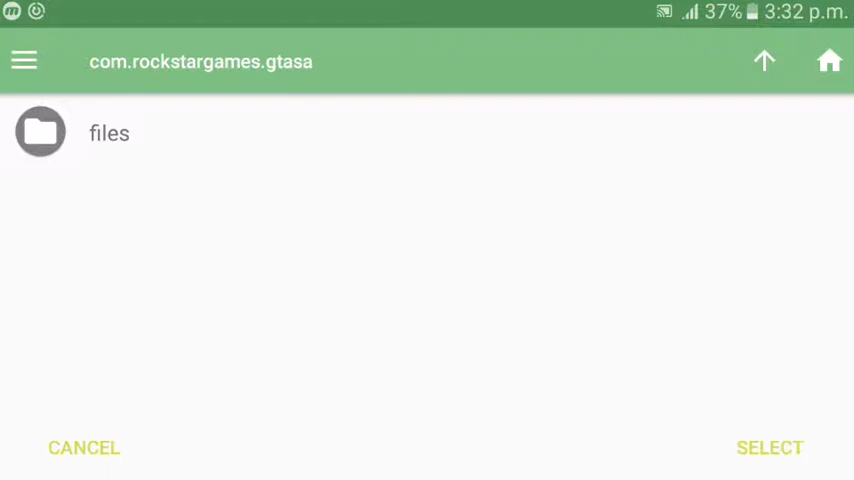 37% 3:32 p.m.
com.rockstargames.gtasa
files
CANCEL
SELECT